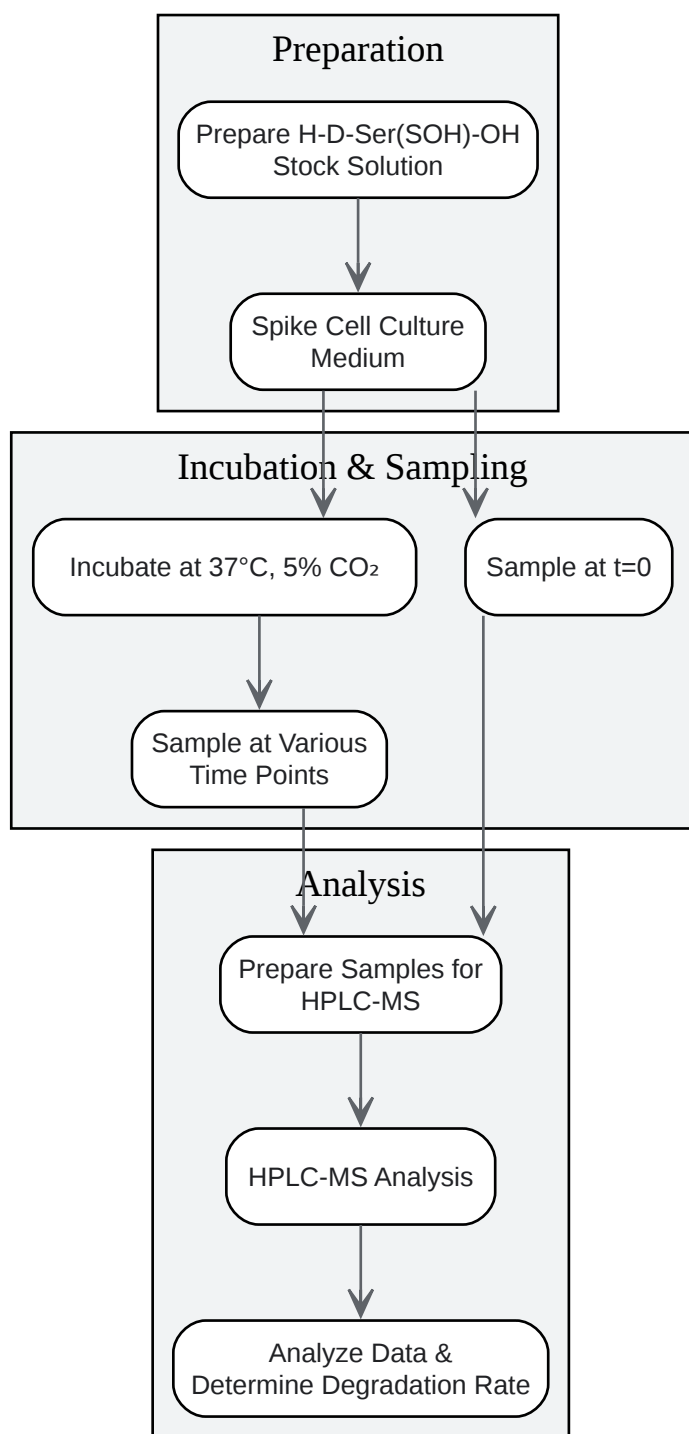 Preparation
Prepare H-D-Ser(SOH)-OH
Stock Solution
Spike Cell Culture
Medium
Incubation & Sampling
Incubate at 37°C, 5% CO₂
Sample at t=0
Sample at Various
Time Points
Analysis
Prepare Samples for
HPLC-MS
HPLC-MS Analysis
Analyze Data &
Determine Degradation Rate